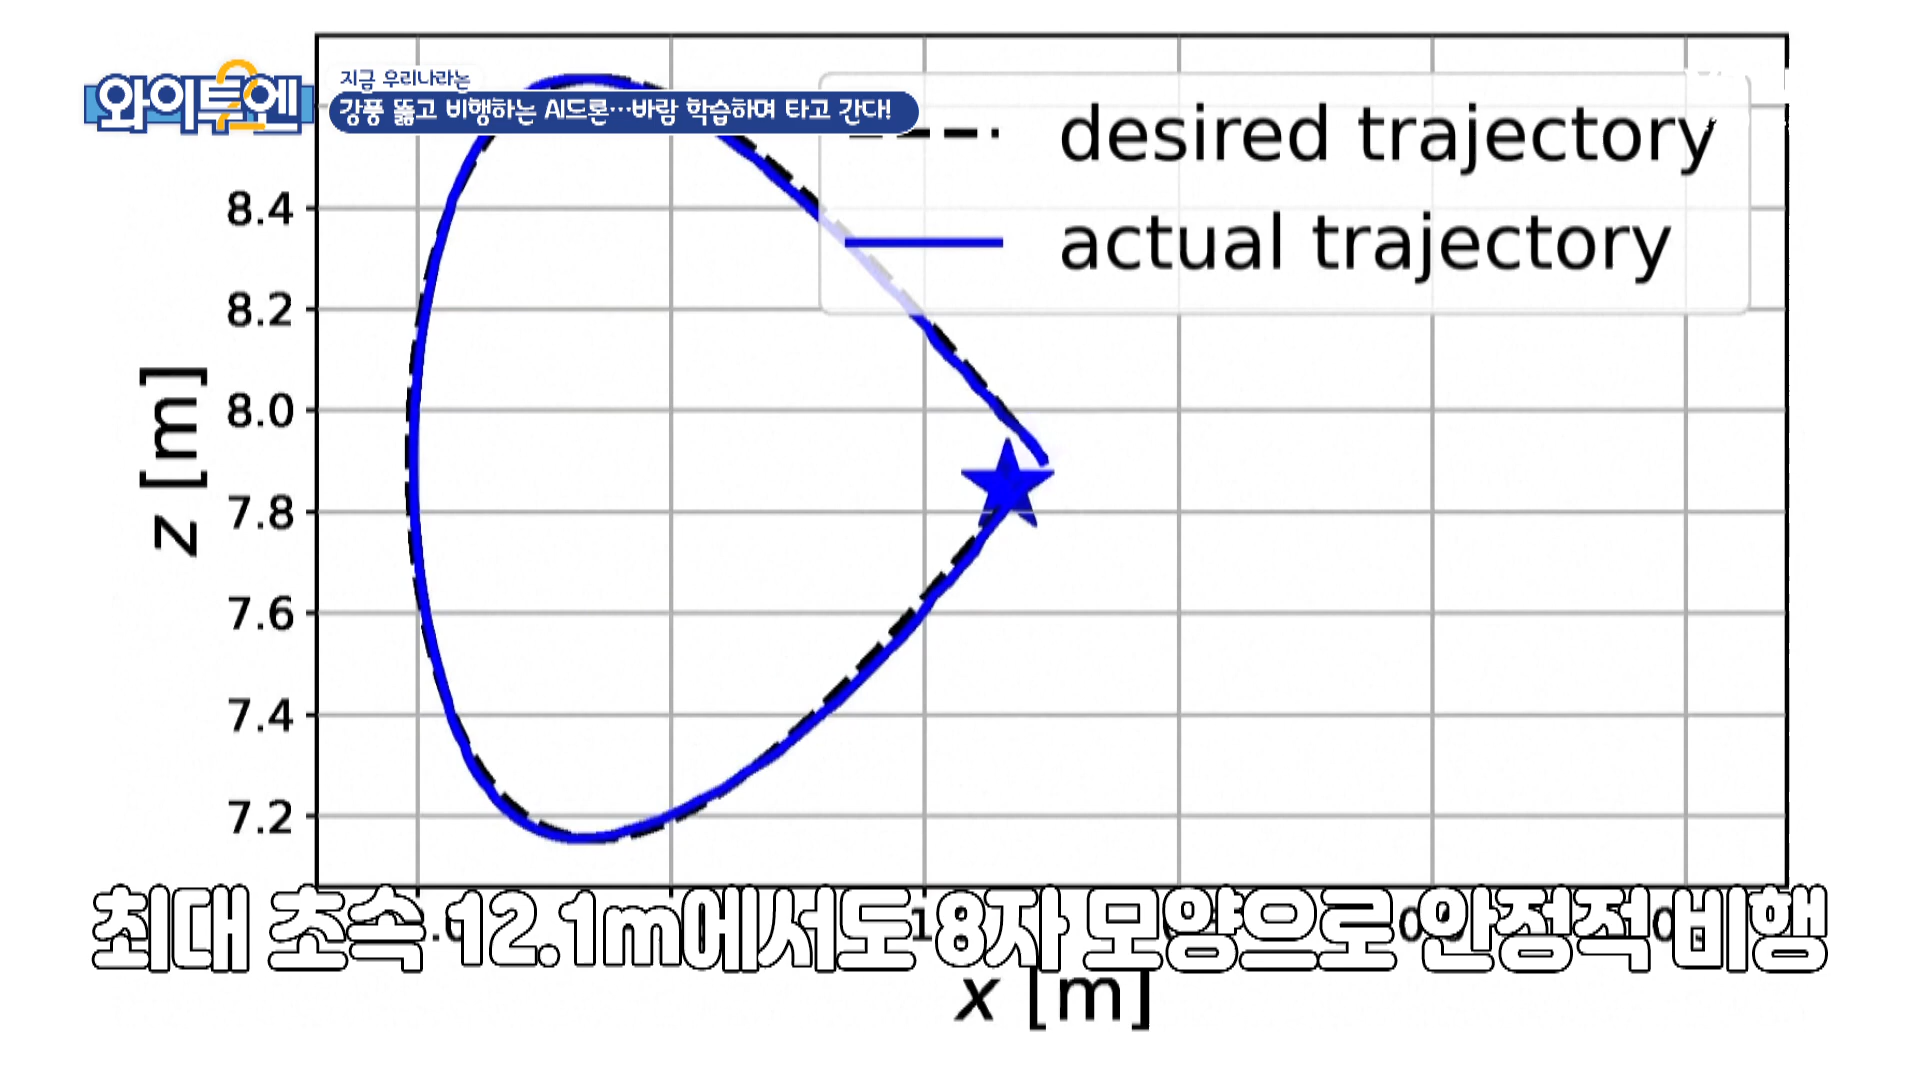 와이투엔
지금 우리나라는
강풍 뚫고 비행하는 AI드론…바람 학습하며 타고 간다!
desired trajectory
actual trajectory
8.4
8.2
8.0
7.8
7.6
7.4
7.2
z [m]
최대 초속 12.1m에서도 8자 모양으로 안정적 비행
x [m]